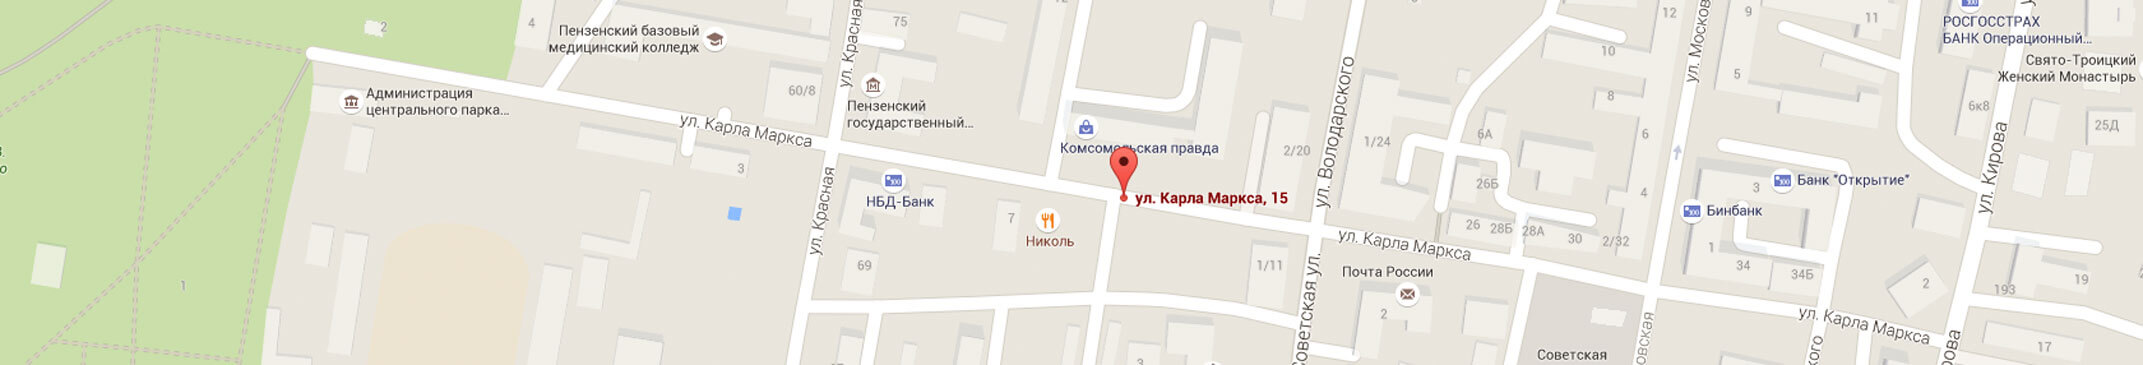 4
2
Пензенский базовый
медицинский колледж
ул. Красная
75
Администрация
центрального парка...
60/8
Пензенский
государственный...
ул. Карла Маркса
3
ул. Красная
НБД-Банк
69
7
Николь
Комсомольская правда
ул. Карла Маркса, 15
2/20
1/11
ул. Володарского
1/24
Советская ул.
ул. Карла Маркса
Почта России
2
3
15
1
12
10
8
6А
6
4
26Б
26
28Б
28А
30
2/32
Советская
овская
ул. Москов
9
11
5
РОСГОССТРАХ
БАНК Операционный...
Свято-Троицкий
Женский Монастырь
6к8
25Д
ул. Кирова
Банк "Открытие"
3
Бинбанк
1
34
34Б
2
193
19
ул. Карла Маркса
17
кого
рова